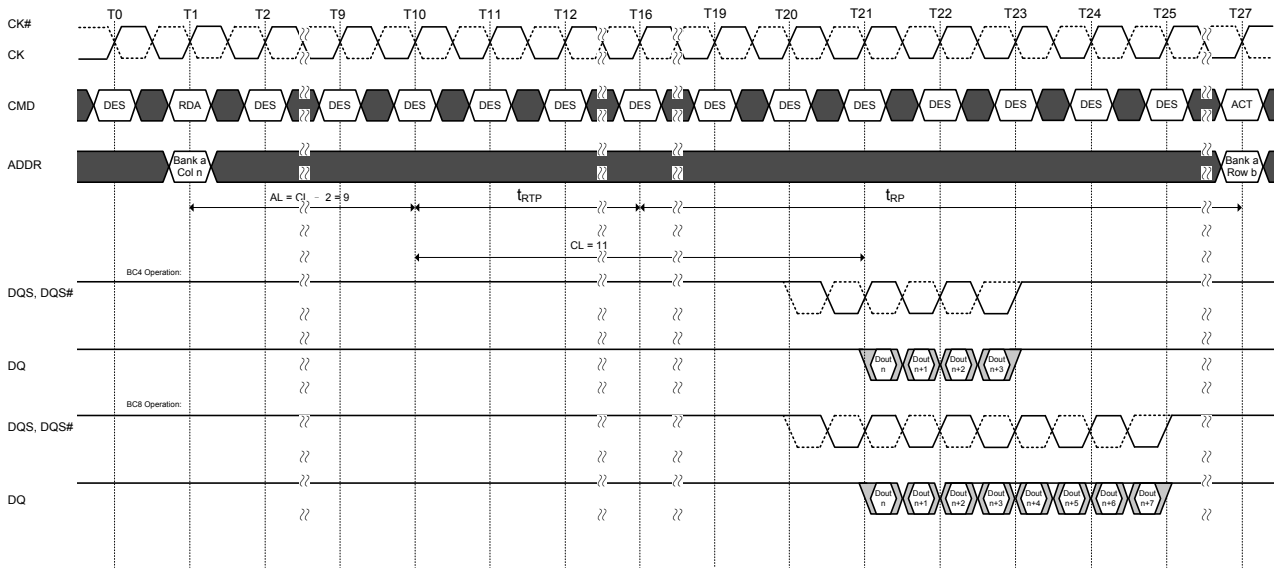 T0 T1 T2 T9 T10 T11 T12 T16 T19 T20 T21 T22 T23 T24 T25 T27
CK#
CK
CMD DES RDA DES DES DES DES DES DES DES DES DES DES DES DES DES ACT
ADDR Bank a Bank a
Col n Row b
AL = CL - 2 = 9 tRTP tRP
CL = 11
BC4 Operation:
DQS, DQS#
DQ Dout Dout Dout Dout
n n+1 n+2 n+3
BC8 Operation:
DQS, DQS#
DQ Dout Dout Dout Dout Dout Dout Dout Dout
n n+1 n+2 n+3 n+4 n+5 n+6 n+7